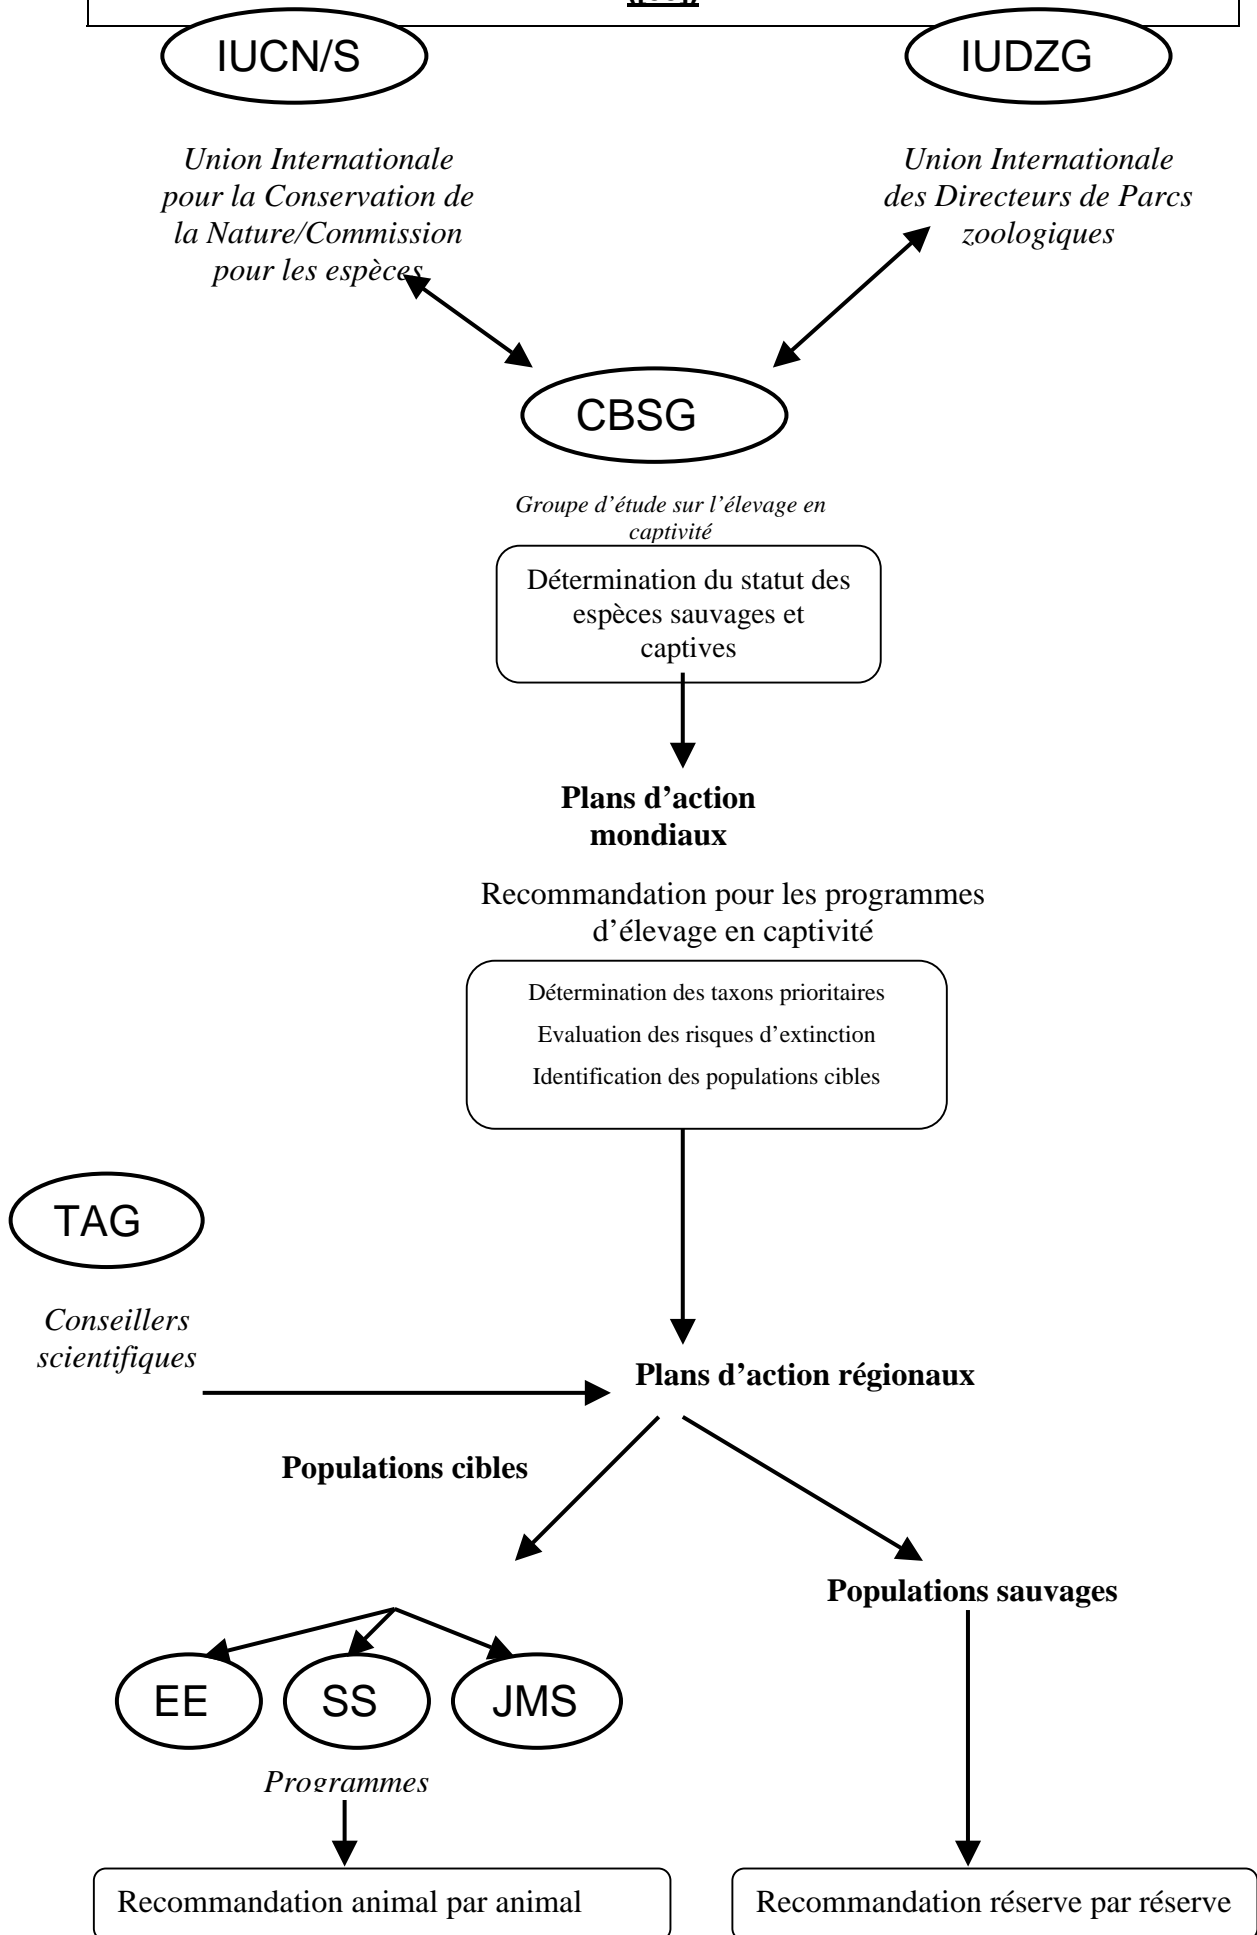 IUCN/S
IUDZG
Union Internationale
pour la Conservation de
la Nature/Commission
pour les espèces
Union Internationale
des Directeurs de Parcs
zoologiques
CBSG
Groupe d’étude sur l’élevage en
captivité
Détermination du statut des
espèces sauvages et
captives
Plans d’action
mondiaux
Recommandation pour les programmes
d’élevage en captivité
Détermination des taxons prioritaires
Evaluation des risques d’extinction
Identification des populations cibles
TAG
Conseillers
scientifiques
Plans d’action régionaux
Populations cibles
Populations sauvages
EE
SS
JMS
Programmes
Recommandation animal par animal
Recommandation réserve par réserve